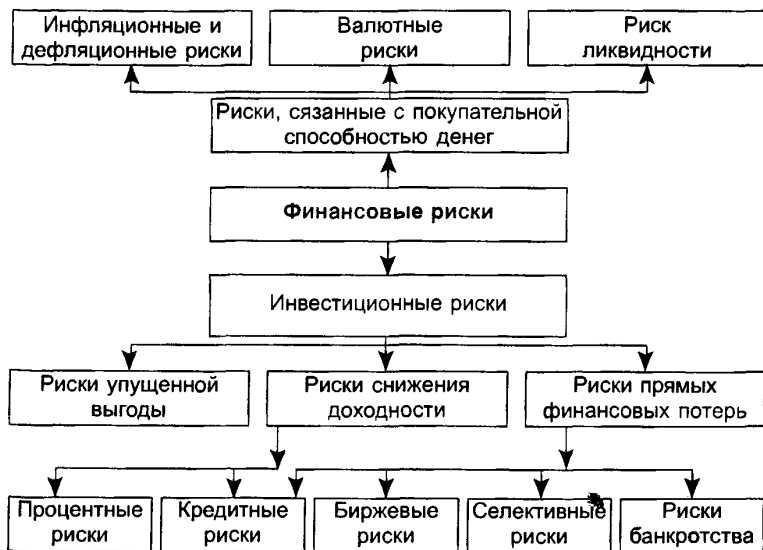 Инфляционные и
дефляционные риски
Валютные
риски
Риск
ликвидности
Риски, сязанные с покупательной
способностью денег
Финансовые риски
Инвестиционные риски
Риски упущенной
выгоды
Риски снижения
доходности
Риски прямых
финансовых потерь
Процентные
риски
Кредитные
риски
Биржевые
риски
Селективные
риски
Риски
банкротства